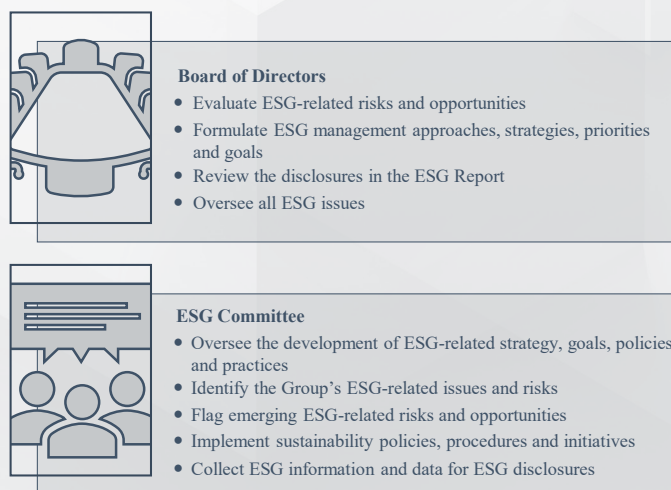 Board of Directors
• Evaluate ESG-related risks and opportunities
• Formulate ESG management approaches, strategies, priorities
and goals
• Review the disclosures in the ESG Report
• Oversee all ESG issues
ESG Committee
• Oversee the development of ESG-related strategy, goals, policies
and practices
• Identify the Group’s ESG-related issues and risks
• Flag emerging ESG-related risks and opportunities
• Implement sustainability policies, procedures and initiatives
• Collect ESG information and data for ESG disclosures